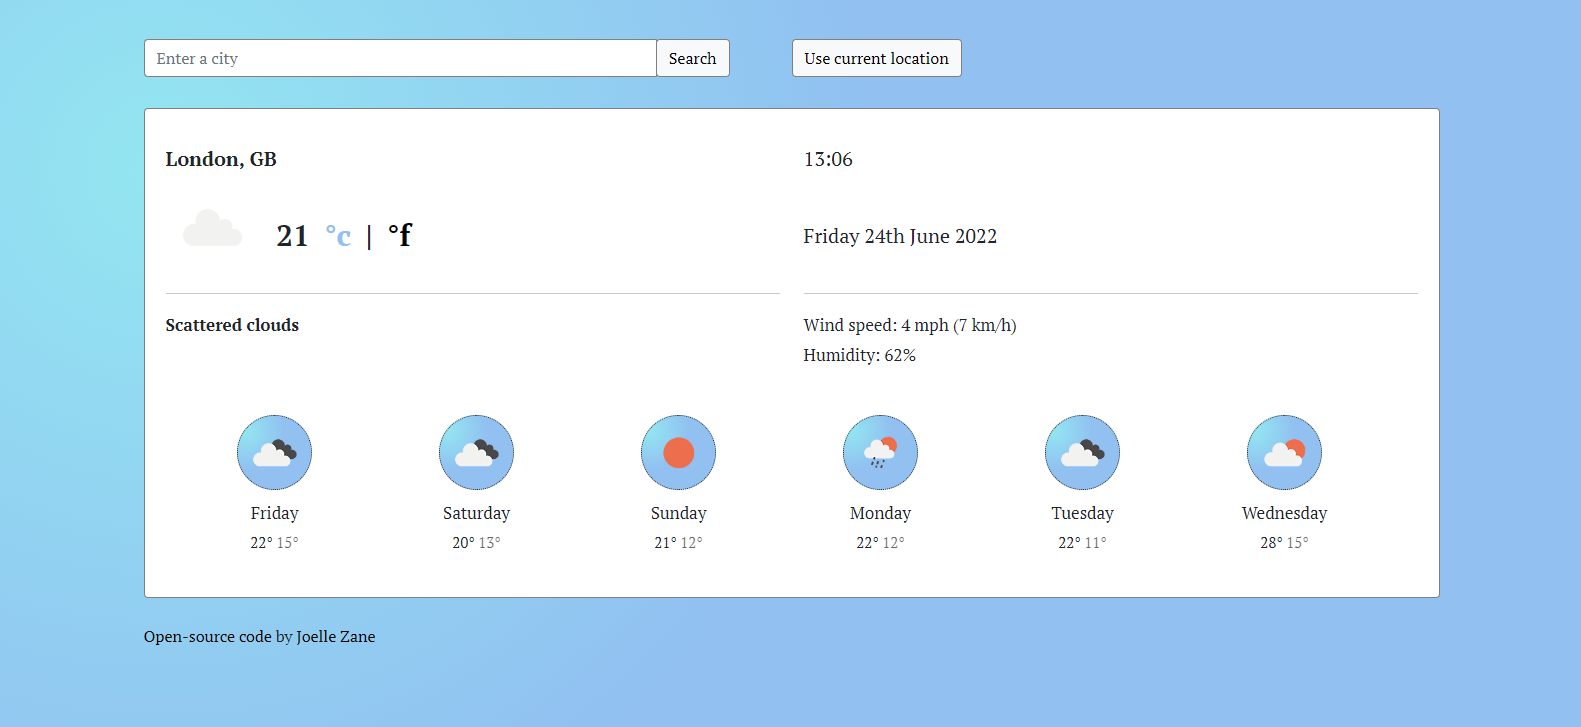 Enter a city Search Use current location
London, GB 13:06
21 °c | °f Friday 24th June 2022
Scattered clouds Wind speed: 4 mph (7 km/h)
Humidity: 62%
Friday Saturday Sunday Monday Tuesday Wednesday
22° 15° 20° 13° 21° 12° 22° 12° 22° 11° 28° 15°
Open-source code by Joelle Zane